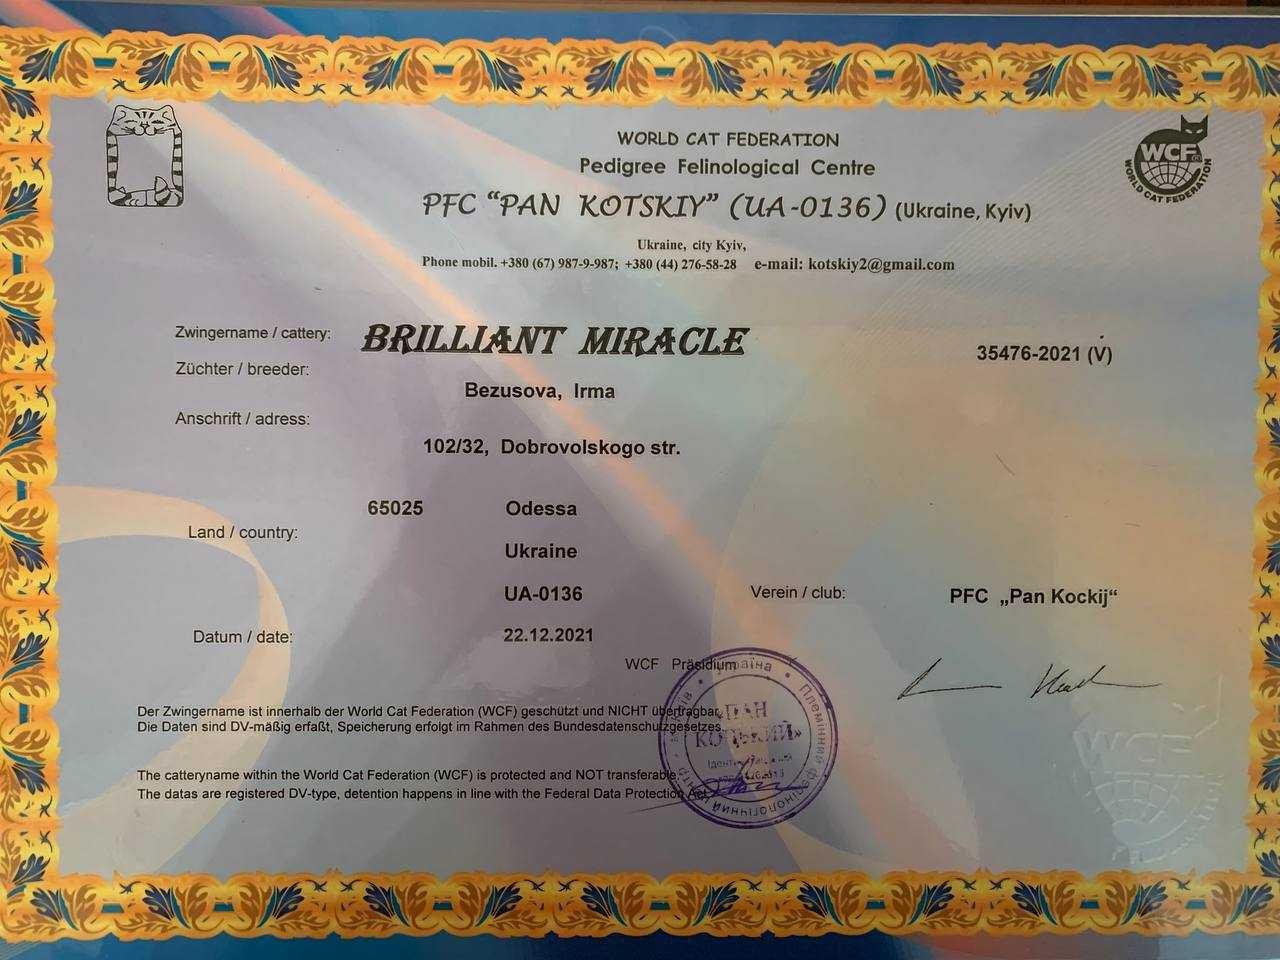 WORLD CAT FEDERATION
Pedigree Felinological Centre
PFC “PAN KOTSKIY” (UA-0136) (Ukraine, Kyiv)
WCF
WORLD CAT FEDERATION
Ukraine, city Kyiv,
Phone mobil. +380 (67) 987-9-987; +380 (44) 276-58-28 e-mail: kotskiy2@gmail.com
Zwingername / cattery: BRILLIANT MIRACLE 35476-2021 (V)
Züchter / breeder:
Bezusova, Irma
Anschrift / adress:
102/32, Dobrovolskogo str.
65025 Odessa
Land / country:
Ukraine
UA-0136
Verein / club: PFC „Pan Kockij“
Datum / date: 22.12.2021
WCF Präsidium
Україна
Київ
Племінний фелінологічний центр
«ПАН
КОЦЬКИЙ»
Der Zwingername ist innerhalb der World Cat Federation (WCF) geschützt und NICHT übertragbar.
Die Daten sind DV-mäßig erfaßt, Speicherung erfolgt im Rahmen des Bundesdatenschutzgesetzes.
The catteryname within the World Cat Federation (WCF) is protected and NOT transferable.
The datas are registered DV-type, detention happens in line with the Federal Data Protection Act.
WCF